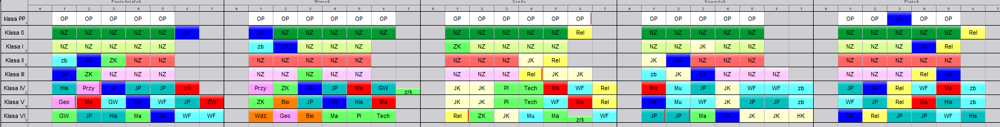 Poniedziałek Wtorek Środa Czwartek Piątek
0 1 2 3 4 5 6 7 0 1 2 3 4 5 6 7 0 1 2 3 4 5 6 7 0 1 2 3 4 5 6 7 0 1 2 3 4 5 6 7
klasa PP 1 OP OP OP OP OP OP OP OP OP OP OP OP OP OP OP OP OP OP OP OP OP OP OP JA OP OP
Klasa 0 NZ NZ NZ NZ NZ JA JA NZ NZ NZ NZ NZ NZ NZ NZ NZ NZ Rel NZ NZ NZ NZ NZ NZ NZ NZ NZ NZ Rel
Klasa I 7 NZ NZ NZ NZ NZ zb JA NZ NZ NZ ZK NZ NZ NZ NZ NZ NZ JK NZ NZ NZ NZ NZ JA Rel
Klasa II 5 zb JA ZK NZ NZ NZ NZ NZ NZ NZ NZ NZ NZ JK Rel JK JA NZ NZ NZ NZ NZ NZ NZ NZ
Klasa III JA ZK NZ NZ NZ NZ NZ NZ NZ NZ NZ NZ NZ Rel JK JK zb JK JA NZ NZ NZ NZ NZ NZ Rel zrk
Klasa IV 2 His Przy JA JP JP zrk Przy ZK JA JP Ma GW zrk JK JK Pl Tech Ma WF Rel Ma Mu JP JK WF WF zb JP JA Rel WF Ma zb
Klasa V 4 Geo Ma GW JA WF JP ZW ZK Bio JP JA His Ma JK JK Pl Tech WF Ma Rel JA Mu WF JK JP JP zb WF JP Rel Ma His zb
Klasa VI 3 GW JP His Ma JA WF WF Wdż Geo Bio Ma Pl Tech Rel ZK JK Mu Ma zrk WF JP JP Ma JA JK JK HK JA Rel JP JP WF His